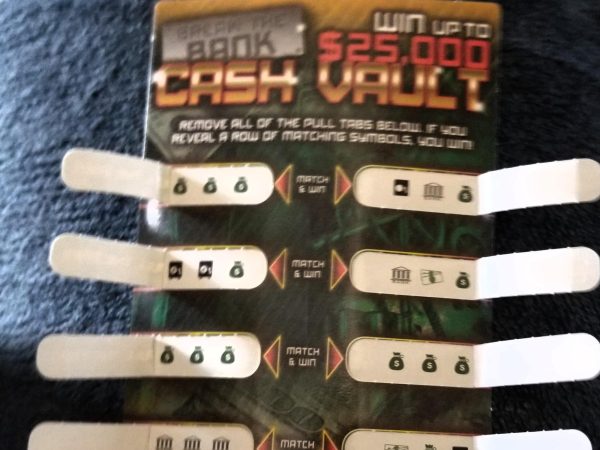 BREAK THE
BANK
WIN UP TO
$25,000
CASH VAULT
REMOVE ALL OF THE PULL TABS BELOW. IF YOU
REVEAL A ROW OF MATCHING SYMBOLS, YOU WIN!
MATCH
& WIN
MATCH
& WIN
MATCH
& WIN
MATCH